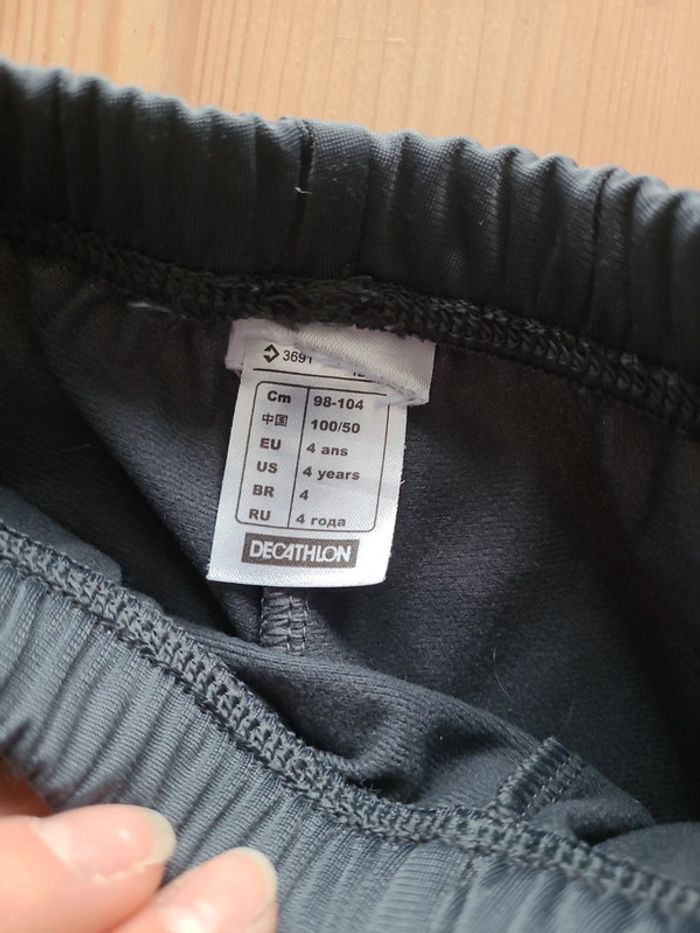 3691
Cm 98-104
中国 100/50
EU 4 ans
US 4 years
BR 4
RU 4 года
DECATHLON